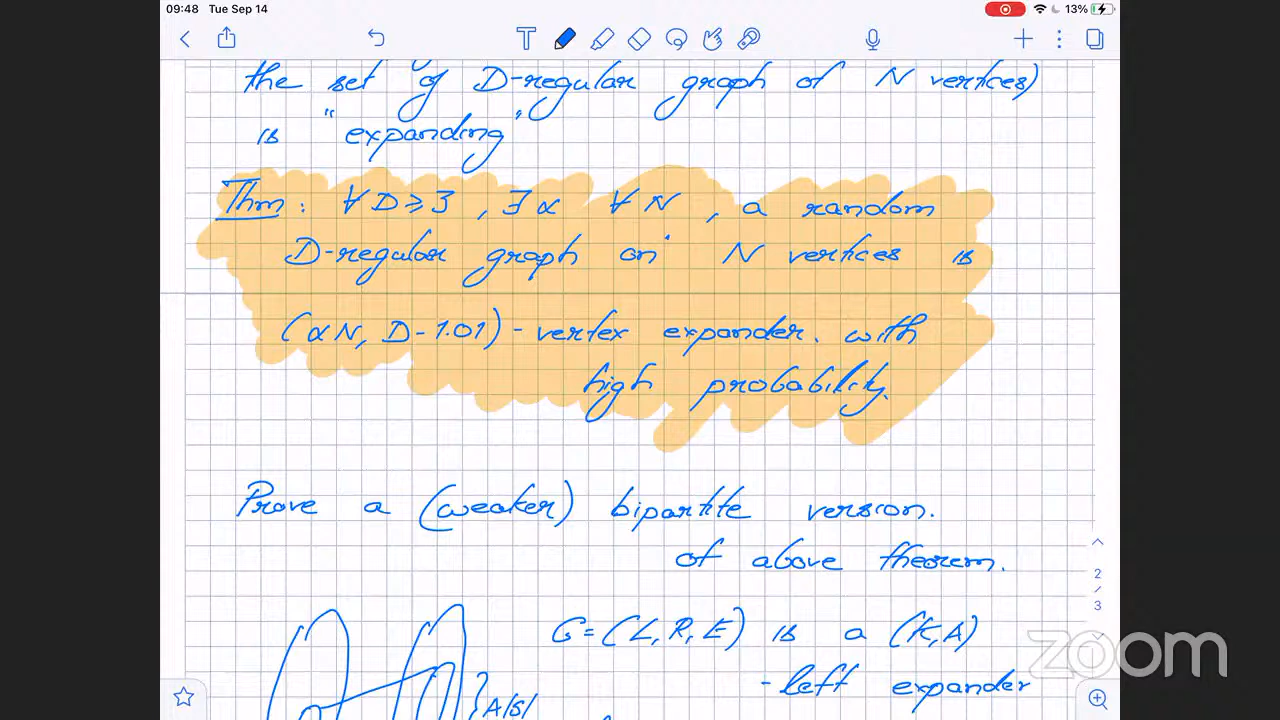 09:48 Tue Sep 14 13%
the set of D-regular graph of N vertices)
is "expanding"
Thm: ∀ D≥3, ∃ α ∀ N, a random
D-regular graph on N vertices is
(αN, D-1.01) - vertex expander. with
high probability.
Prove a (weaker) bipartite version.
of above theorem.
2
/
3
G=(L,R,E) is a (K,A)
-left expander
A|S|
zoom